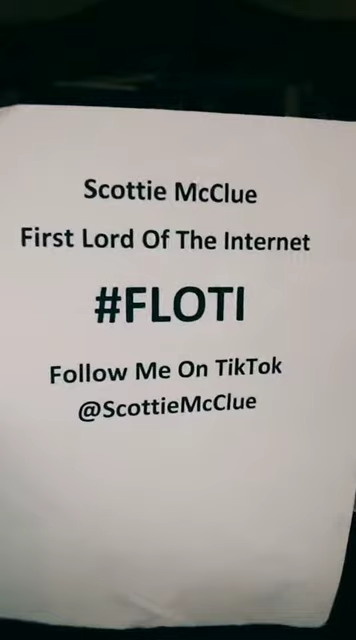 Scottie McClue
First Lord Of The Internet
#FLOTI
Follow Me On TikTok
@ScottieMcClue